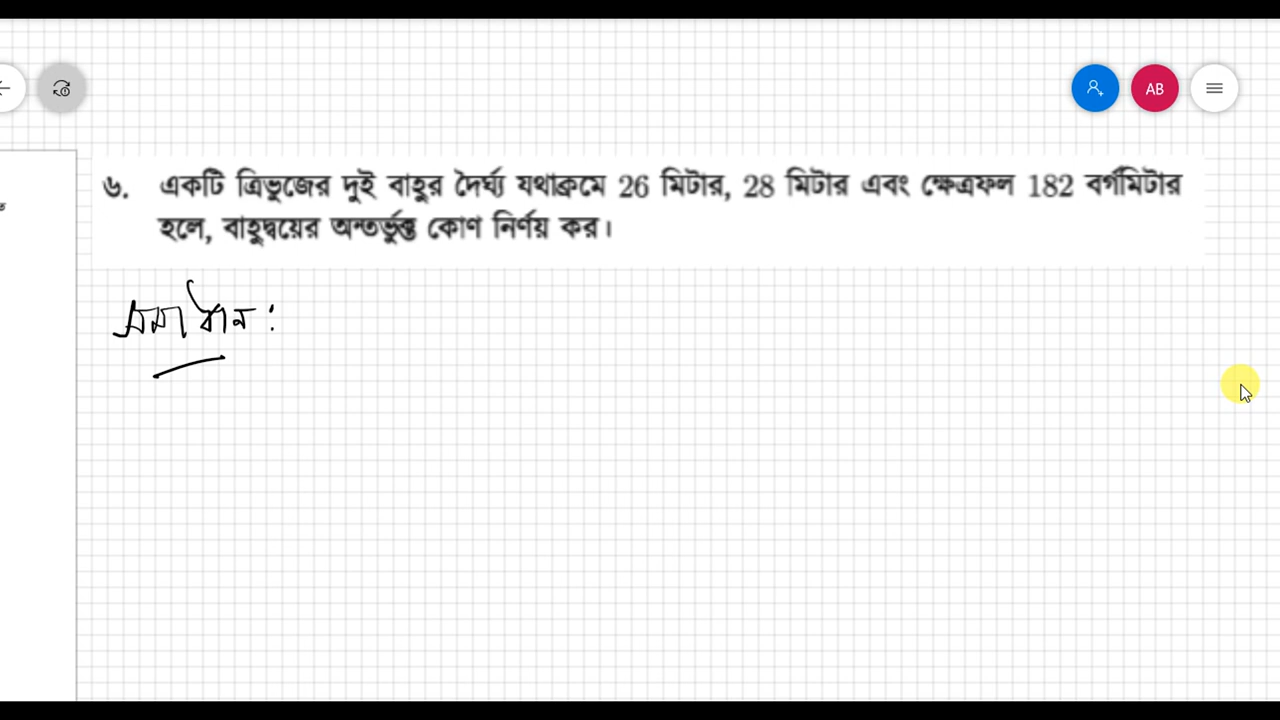 AB
৬. একটি ত্রিভুজের দুই বাহুর দৈর্ঘ্য যথাক্রমে 26 মিটার, 28 মিটার এবং ক্ষেত্রফল 182 বর্গমিটার
হলে, বাহুদ্বয়ের অন্তর্ভুক্ত কোণ নির্ণয় কর।
সমাধান :